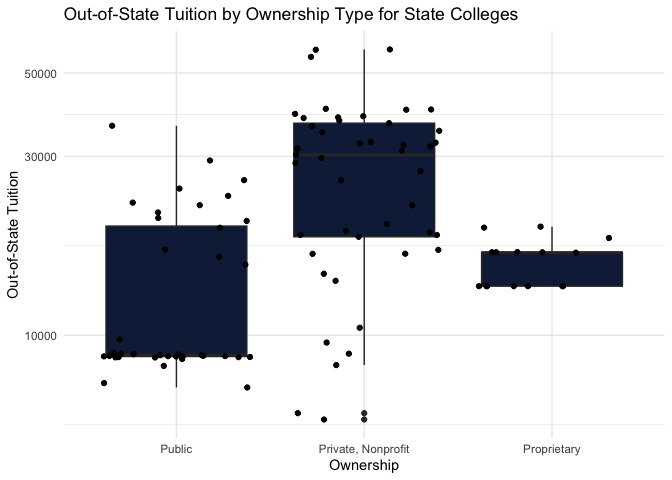 Out-of-State Tuition by Ownership Type for State Colleges
Out-of-State Tuition
50000
30000
10000
Public
Private, Nonprofit
Proprietary
Ownership